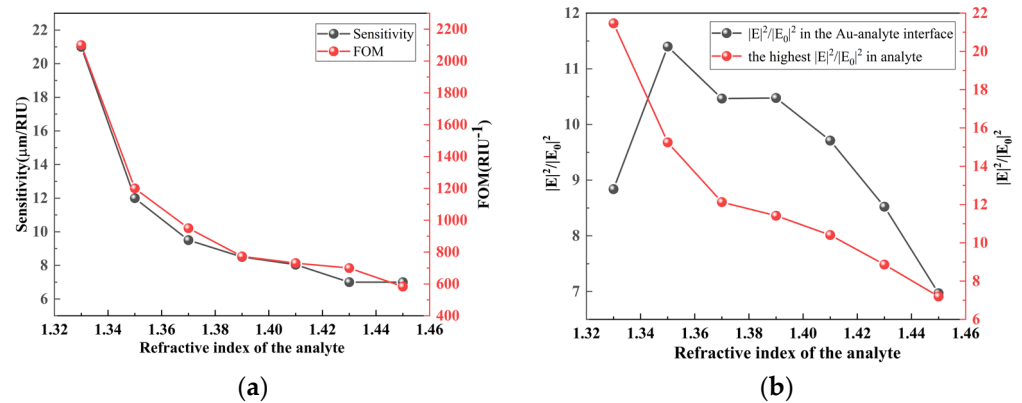 Sensitivity
FOM
22
20
18
16
14
12
10
8
6
Sensitivity(μm/RIU)
2200
2000
1800
1600
1400
1200
1000
800
600
400
FOM(RIU⁻¹)
1.32 1.34 1.36 1.38 1.40 1.42 1.44 1.46
Refractive index of the analyte
(a)
|E|²/|E₀|² in the Au-analyte interface
the highest |E|²/|E₀|² in analyte
12
11
10
9
8
7
|E|²/|E₀|²
22
20
18
16
14
12
10
8
6
|E|²/|E₀|²
1.32 1.34 1.36 1.38 1.40 1.42 1.44 1.46
Refractive index of the analyte
(b)